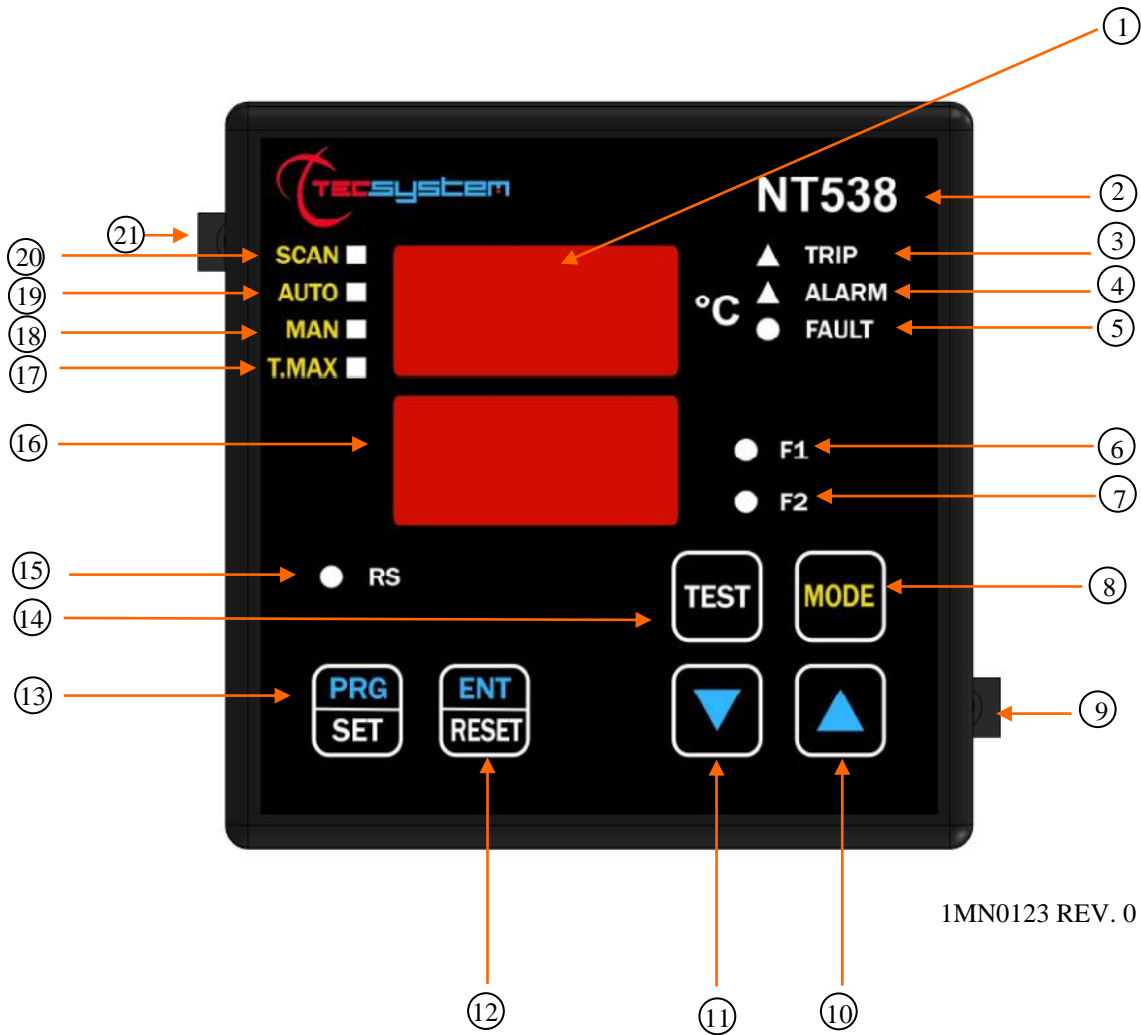 1
TECSYSTEM
NT538
2
21
SCAN
TRIP
3
20
AUTO
ALARM
4
19
°C
MAN
FAULT
5
18
T.MAX
17
16
F1
6
F2
7
15
RS
TEST
MODE
8
14
13
PRG
SET
ENT
RESET
9
1MN0123 REV. 0
12
11
10